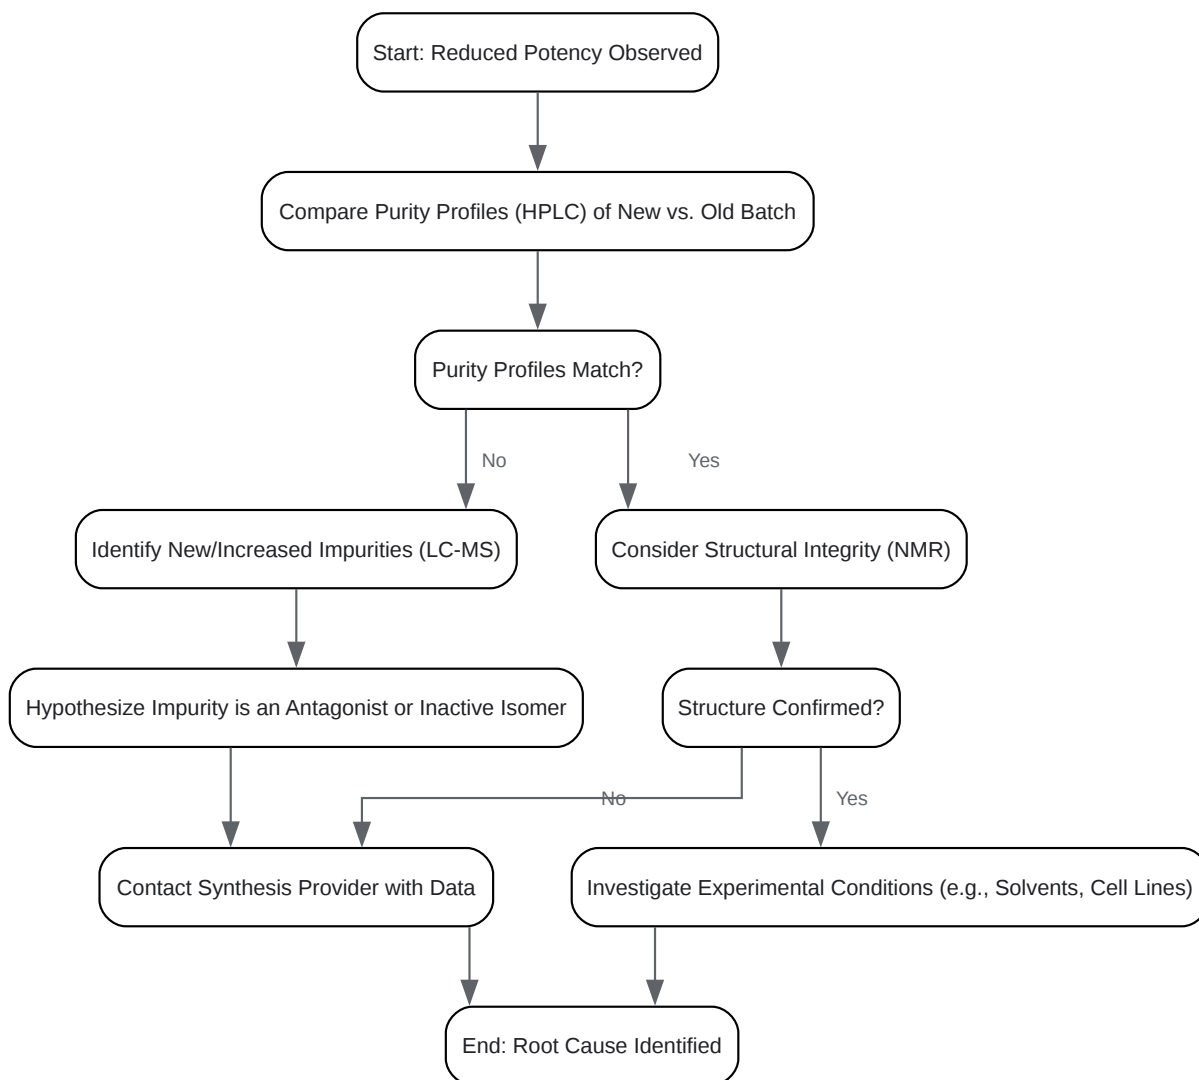 Start: Reduced Potency Observed
Compare Purity Profiles (HPLC) of New vs. Old Batch
Purity Profiles Match?
No
Yes
Identify New/Increased Impurities (LC-MS)
Consider Structural Integrity (NMR)
Hypothesize Impurity is an Antagonist or Inactive Isomer
Structure Confirmed?
No
Yes
Contact Synthesis Provider with Data
Investigate Experimental Conditions (e.g., Solvents, Cell Lines)
End: Root Cause Identified